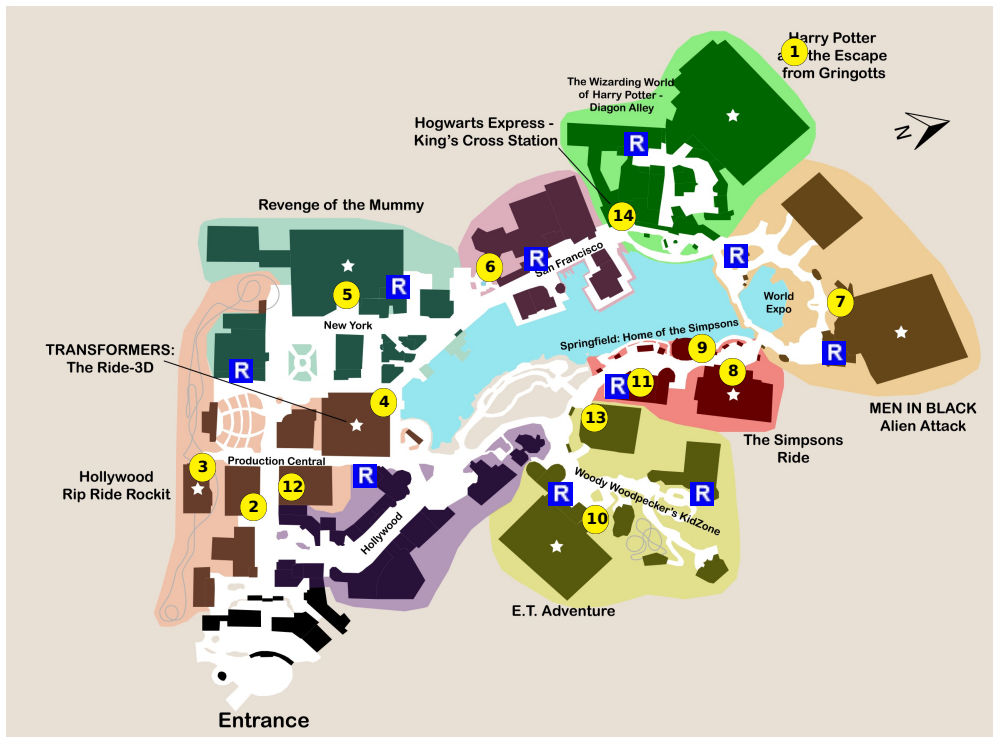 Harry Potter
a the Escape
from Gringotts
1
The Wizarding World
of Harry Potter -
Diagon Alley
Hogwarts Express -
King's Cross Station
R
N
14
Revenge of the Mummy
6
R
San Francisco
R
5
R
New York
World
Expo
7
R
Springfield: Home of the Simpsons
9
8
R
11
TRANSFORMERS:
The Ride-3D
R
4
13
MEN IN BLACK
Alien Attack
The Simpsons
Ride
Hollywood
Rip Ride Rockit
3
Production Central
R
12
2
Hollywood
Woody Woodpecker's KidZone
R
R
10
E.T. Adventure
Entrance